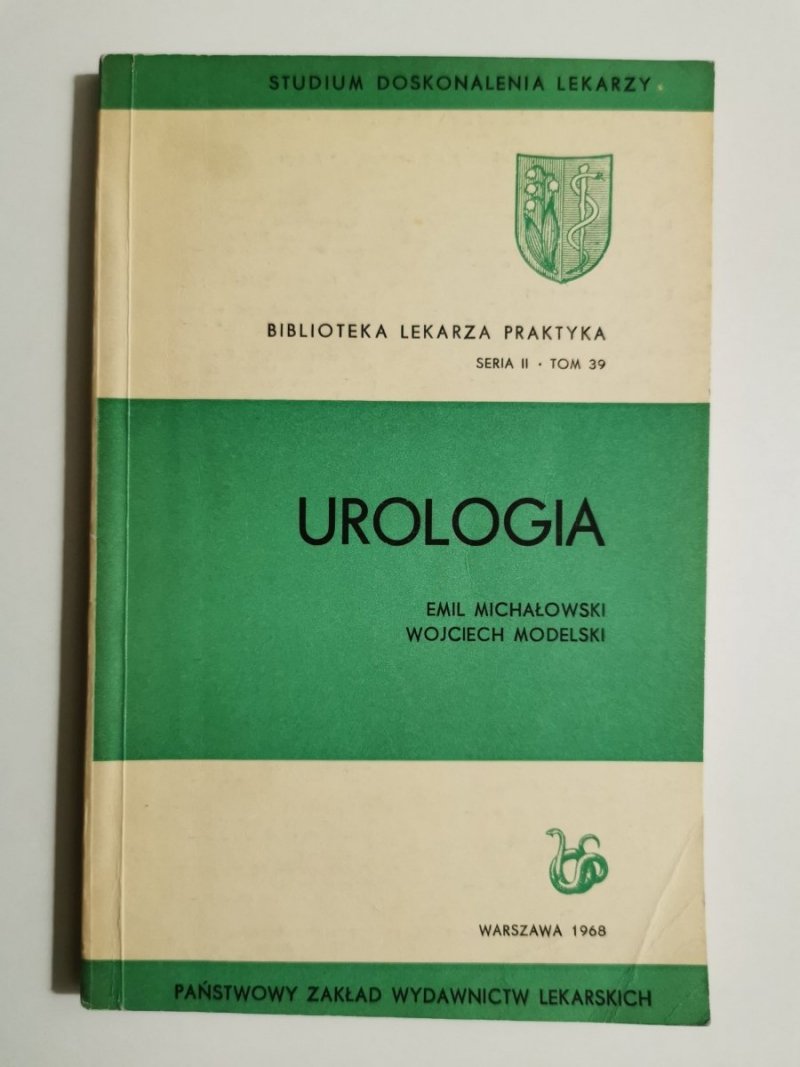 STUDIUM DOSKONALENIA LEKARZY
BIBLIOTEKA LEKARZA PRAKTYKA
SERIA II • TOM 39
UROLOGIA
EMIL MICHAŁOWSKI
WOJCIECH MODELSKI
WARSZAWA 1968
PAŃSTWOWY ZAKŁAD WYDAWNICTW LEKARSKICH